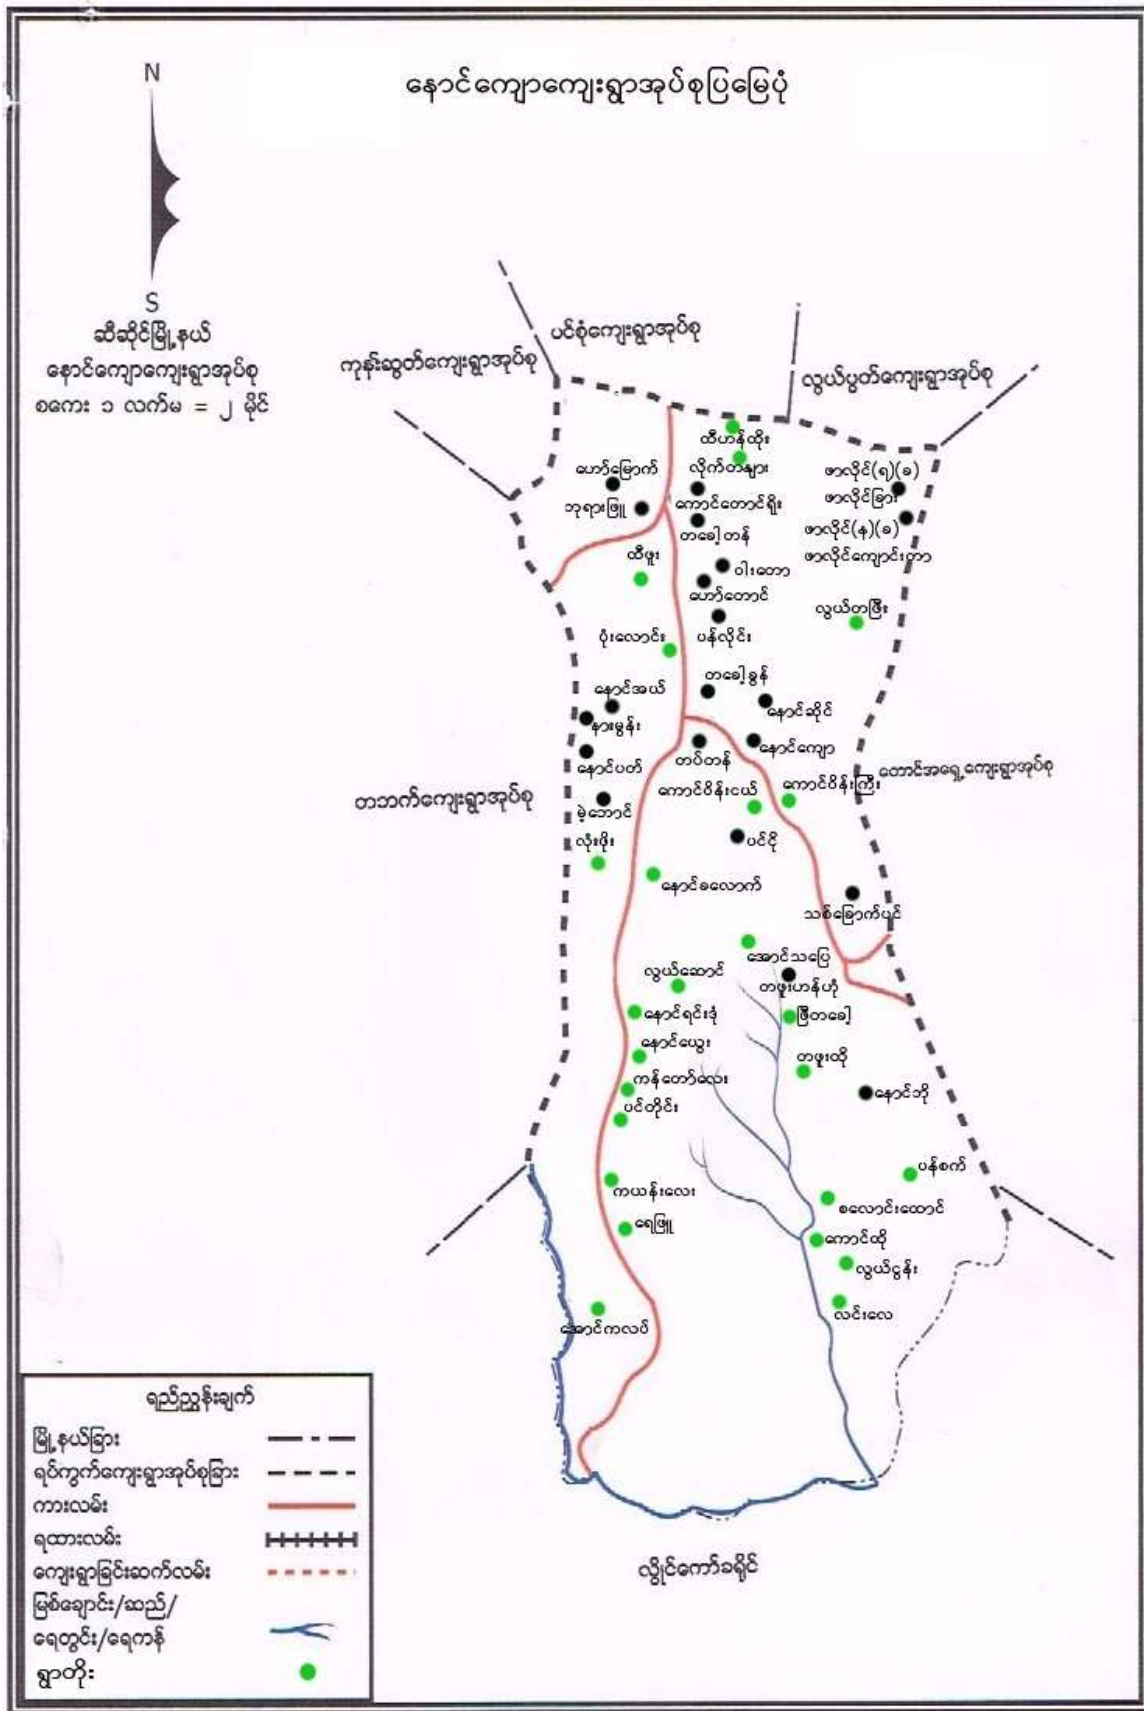 နောင်ကျောကျေးရွာအုပ်စုပြမြေပုံ
N
S
ဆီဆိုင်မြို့နယ်
နောင်ကျောကျေးရွာအုပ်စု
စကေး ၁ လက်မ = ၂ မိုင်
ပင်စုံကျေးရွာအုပ်စု
ကုန်းဆွတ်ကျေးရွာအုပ်စု
လွယ်ပွတ်ကျေးရွာအုပ်စု
ထီဟန်ထိုး
ဟော်မြောက်
လိုက်တနျား
ဖာလိုင်(ရ)(ခ)
ဘုရားဖြူ
ကောင်တောင်ရိုး
ဖာလိုင်ခြား
တခေါ့တန်
ဖာလိုင်(န)(ခ)
ထီဖူး
ဝါးတော
ဖာလိုင်ကျောင်းတာ
ဟော်တောင်
လွယ်တဖြီး
ပုံးလောင်း
ပန်လိုင်း
တခေါ့ခွန်
နောင်အယ်
နောင်ဆိုင်
နားမွန်း
နောင်ကျော
နောင်ပတ်
တပ်တန်
တောင်အရှေ့ကျေးရွာအုပ်စု
တဘက်ကျေးရွာအုပ်စု
ကောင်ပိန်းငယ်
ကောင်ပိန်းကြီး
မဲ့ဘောင်
လုံးဖိုး
ပင်ငို
နောင်ခလောက်
သစ်ခြောက်ပင်
အောင်သပြေ
လွယ်ဆောင်
တဖူးဟန်ဟို
နောင်ရင်းဒုံ
ဖြီတခေါ့
နောင်ယွေး
တဖူးထို
ကန်တော်လေး
နောင်ဘို
ပင်တိုင်း
ပန်စက်
ကယန်းလေး
စလောင်းထောင်
ရေဖြူ
ကောင်ထို
လွယ်ငွန်း
လင်းလေ
အောင်ကလပ်
လွိုင်ကော်ခရိုင်
ရည်ညွှန်းချက်
မြို့နယ်ခြား
ရပ်ကွက်ကျေးရွာအုပ်စုခြား
ကားလမ်း
ရထားလမ်း
ကျေးရွာခြင်းဆက်လမ်း
မြစ်ချောင်း/ဆည်/
ရေတွင်း/ရေကန်
ရွာတိုး